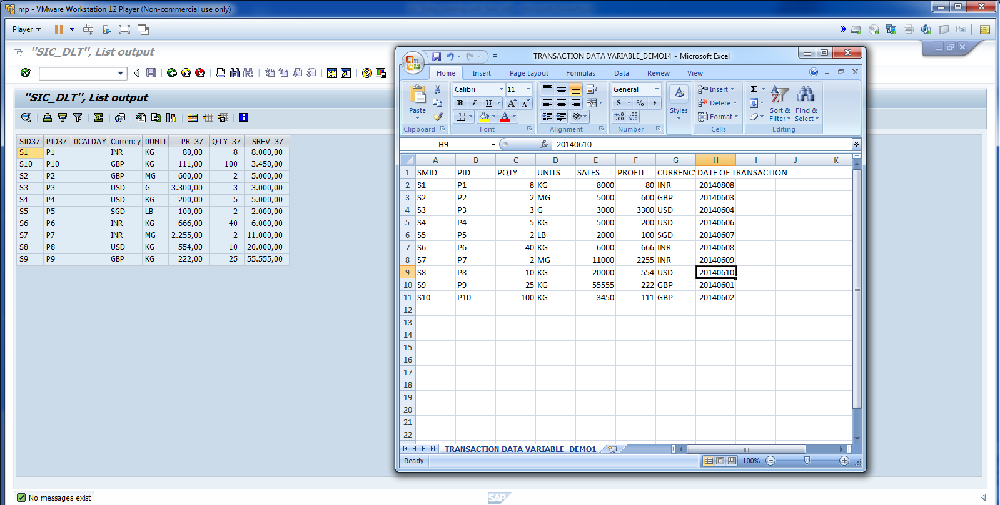 mp - VMware Workstation 12 Player (Non-commercial use only)
Player
"SIC_DLT", List output
"SIC_DLT", List output
SID37 PID37 0CALDAY Currency 0UNIT PR_37 QTY_37 SREV_37
S1 P1 INR KG 80,00 8 8.000,00
S10 P10 GBP KG 111,00 100 3.450,00
S2 P2 GBP MG 600,00 2 5.000,00
S3 P3 USD G 3.300,00 3 3.000,00
S4 P4 USD KG 200,00 5 5.000,00
S5 P5 SGD LB 100,00 2 2.000,00
S6 P6 INR KG 666,00 40 6.000,00
S7 P7 INR MG 2.255,00 2 11.000,00
S8 P8 USD KG 554,00 10 20.000,00
S9 P9 GBP KG 222,00 25 55.555,00
No messages exist
SAP
TRANSACTION DATA VARIABLE_DEMO14 - Microsoft Excel
Home Insert Page Layout Formulas Data Review View
Calibri 11 General Insert
Paste B I U $ % , Styles Delete Sort & Find &
Format Filter Select
Clipboard Font Alignment Number Cells Editing
H9 fx 20140610
A B C D E F G H I J K
1 SMID PID PQTY UNITS SALES PROFIT CURRENCY DATE OF TRANSACTION
2 S1 P1 8 KG 8000 80 INR 20140808
3 S2 P2 2 MG 5000 600 GBP 20140603
4 S3 P3 3 G 3000 3300 USD 20140604
5 S4 P4 5 KG 5000 200 USD 20140606
6 S5 P5 2 LB 2000 100 SGD 20140607
7 S6 P6 40 KG 6000 666 INR 20140608
8 S7 P7 2 MG 11000 2255 INR 20140609
9 S8 P8 10 KG 20000 554 USD 20140610
10 S9 P9 25 KG 55555 222 GBP 20140601
11 S10 P10 100 KG 3450 111 GBP 20140602
12
13
14
15
16
17
18
19
20
21
22
TRANSACTION DATA VARIABLE_DEMO1
Ready 100%